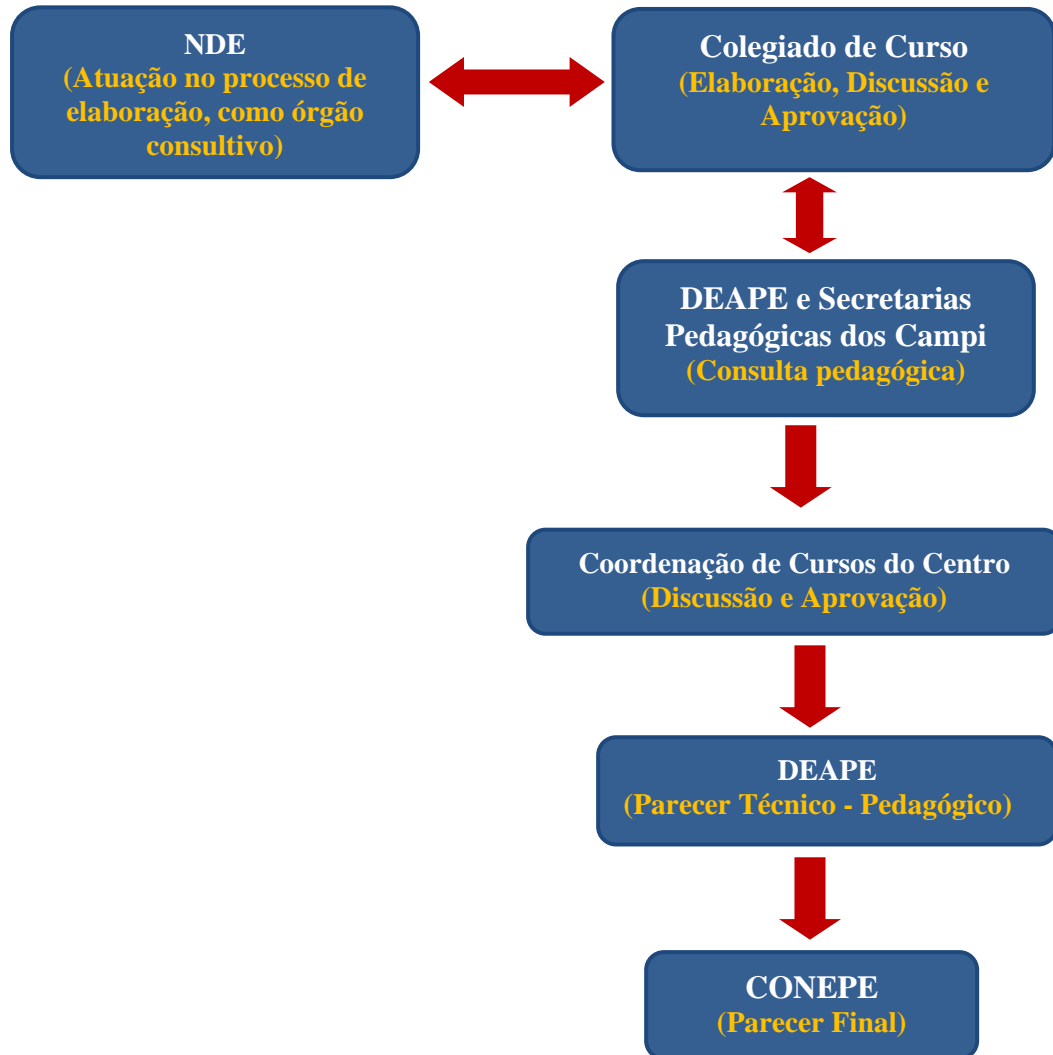 NDE
(Atuação no processo de
elaboração, como órgão
consultivo)
Colegiado de Curso
(Elaboração, Discussão e
Aprovação)
DEAPE e Secretarias
Pedagógicas dos Campi
(Consulta pedagógica)
Coordenação de Cursos do Centro
(Discussão e Aprovação)
DEAPE
(Parecer Técnico - Pedagógico)
CONEPE
(Parecer Final)